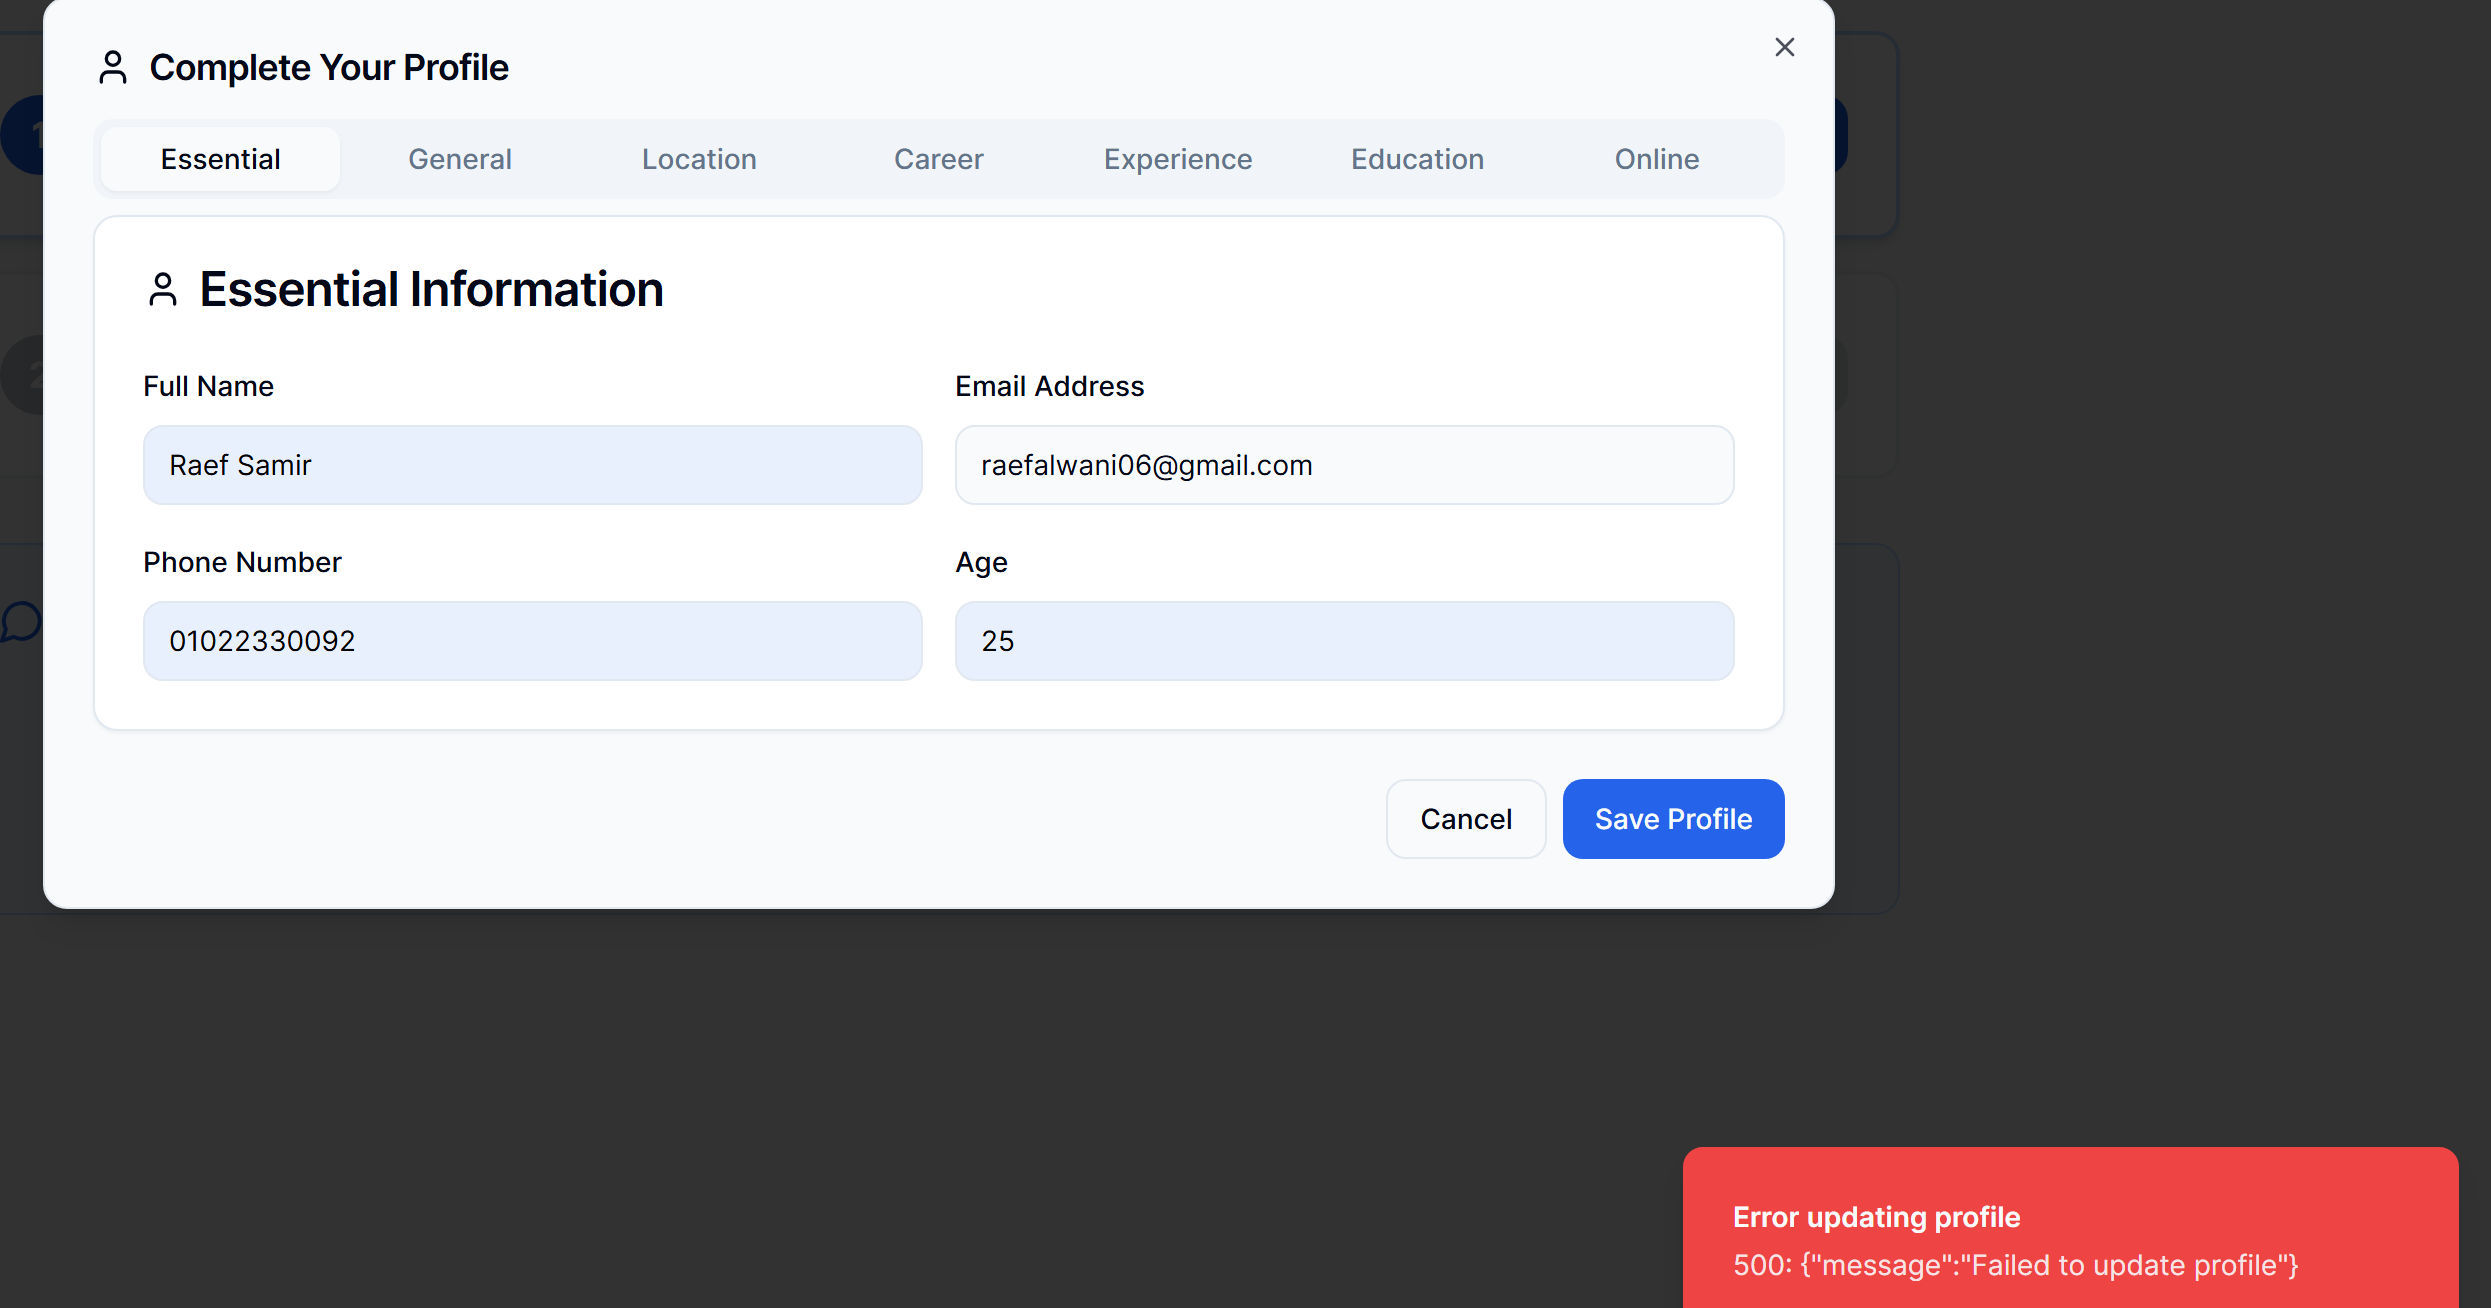 Complete Your Profile
Essential General Location Career Experience Education Online
Essential Information
Full Name Email Address
Raef Samir raefalwani06@gmail.com
Phone Number Age
01022330092 25
Cancel Save Profile
Error updating profile
500: {"message":"Failed to update profile"}